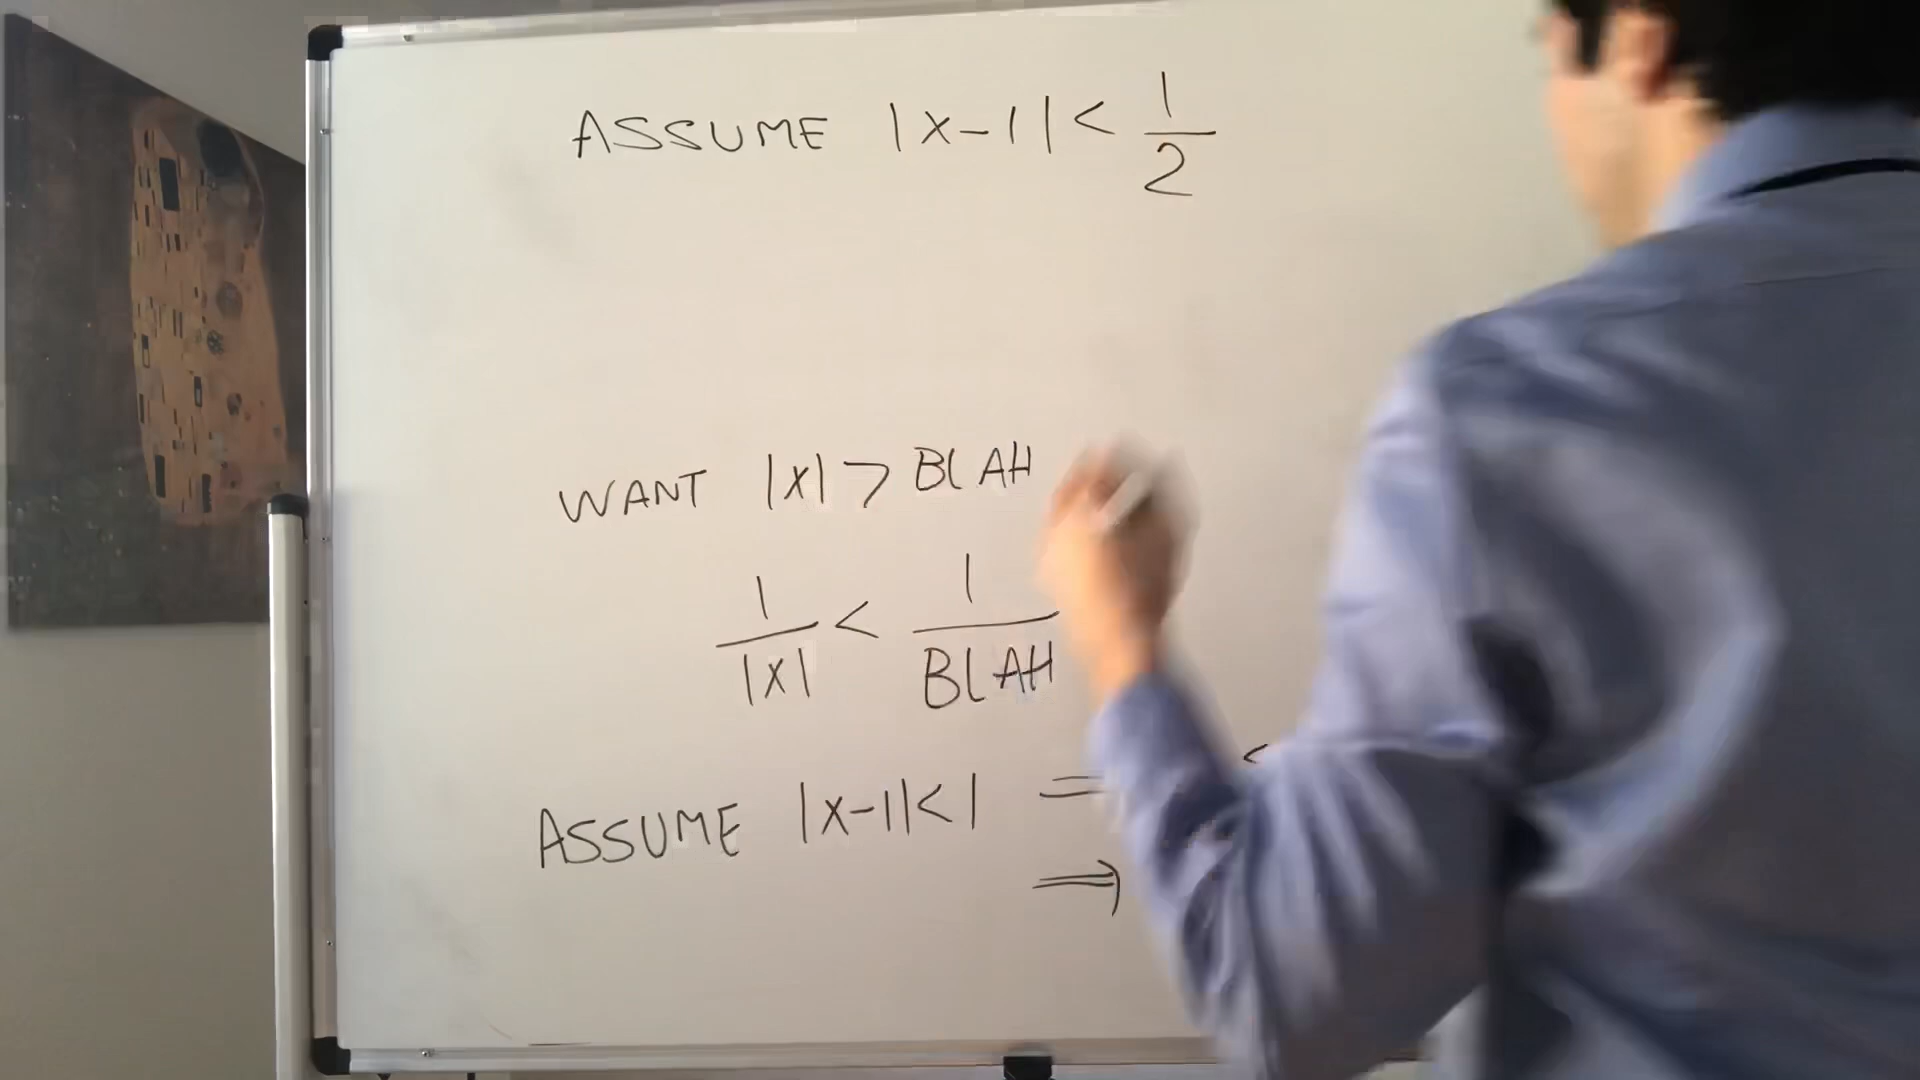 ASSUME |x-1| < 1/2
WANT |x| > BLAH
1/|x| < 1/BLAH
ASSUME |x-1| < 1 =
⇒
<